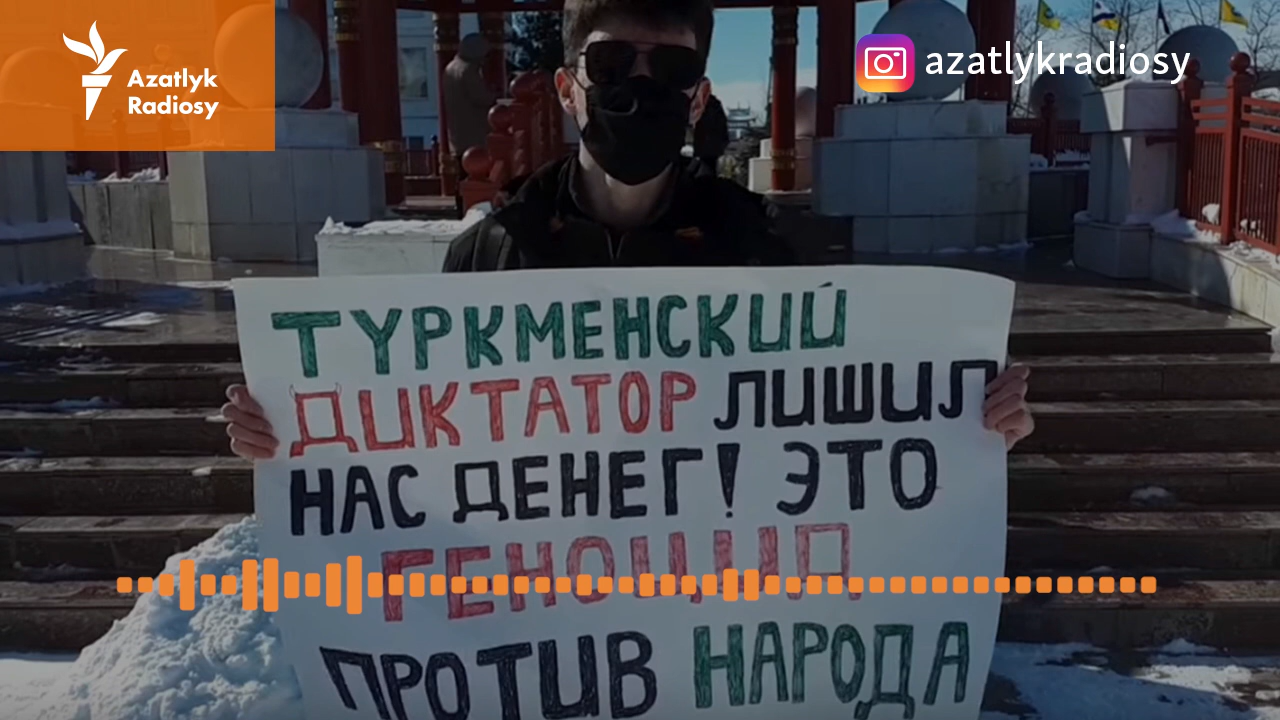 Azatlyk
Radiosy
azatlykradiosy
ТУРКМЕНСКИЙ
ДИКТАТОР ЛИШИЛ
НАС ДЕНЕГ! ЭТО
ГЕНОЦИД
ПРОТИВ НАРОДА